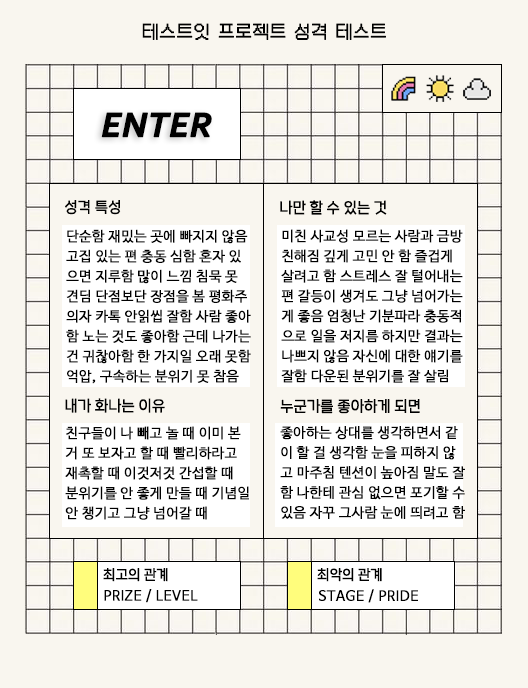 테스트잇 프로젝트 성격 테스트
ENTER
성격 특성
단순함 재밌는 곳에 빠지지 않음
고집 있는 편 충동 심함 혼자 있
으면 지루함 많이 느낌 침묵 못
견딤 단점보단 장점을 봄 평화주
의자 카톡 안읽씹 잘함 사람 좋아
함 노는 것도 좋아함 근데 나가는
건 귀찮아함 한 가지일 오래 못함
억압, 구속하는 분위기 못 참음
나만 할 수 있는 것
미친 사교성 모르는 사람과 금방
친해짐 깊게 고민 안 함 즐겁게
살려고 함 스트레스 잘 털어내는
편 갈등이 생겨도 그냥 넘어가는
게 좋음 엄청난 기분파라 충동적
으로 일을 저지름 하지만 결과는
나쁘지 않음 자신에 대한 얘기를
잘함 다운된 분위기를 잘 살림
내가 화나는 이유
친구들이 나 빼고 놀 때 이미 본
거 또 보자고 할 때 빨리하라고
재촉할 때 이것저것 간섭할 때
분위기를 안 좋게 만들 때 기념일
안 챙기고 그냥 넘어갈 때
누군가를 좋아하게 되면
좋아하는 상대를 생각하면서 같
이 할 걸 생각함 눈을 피하지 않
고 마주침 텐션이 높아짐 말도 잘
함 나한테 관심 없으면 포기할 수
있음 자꾸 그사람 눈에 띄려고 함
최고의 관계
PRIZE / LEVEL
최악의 관계
STAGE / PRIDE